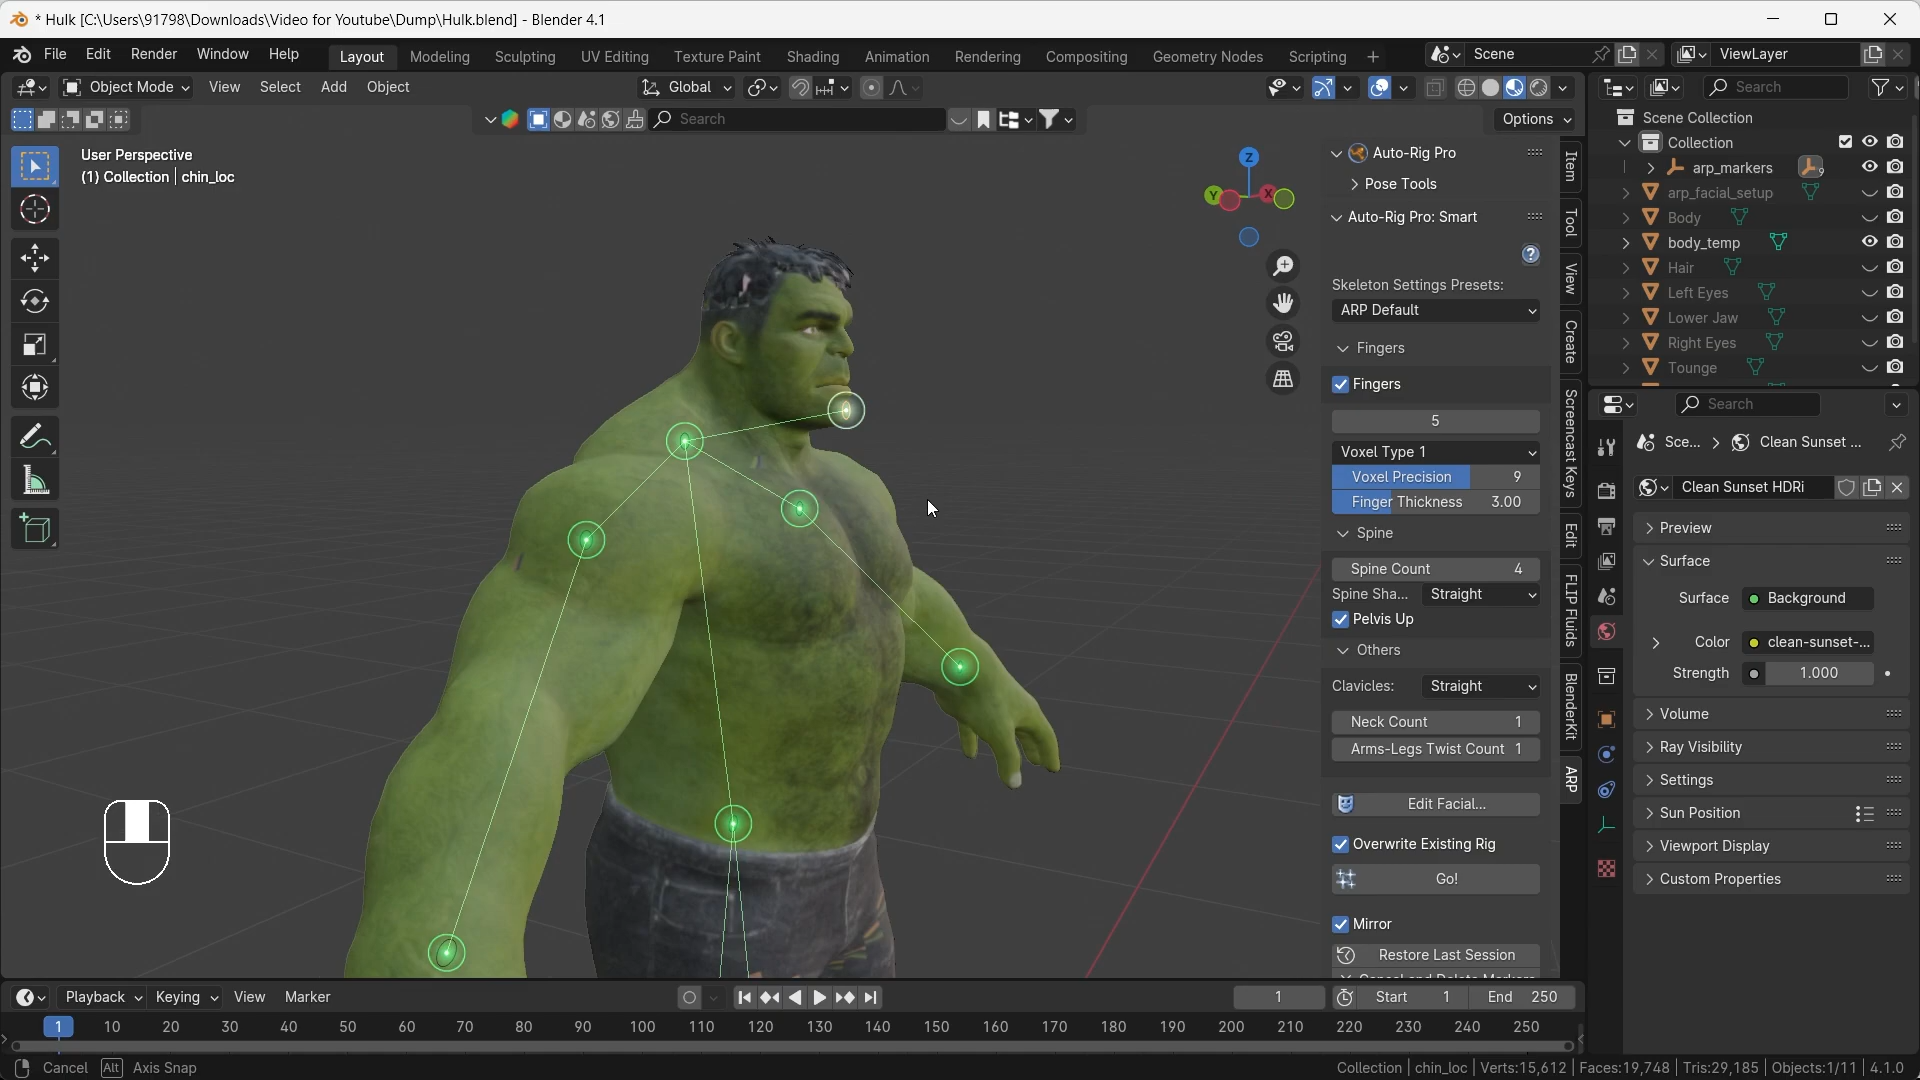 * Hulk [C:\Users\91798\Downloads\Video for Youtube\Dump\Hulk.blend] - Blender 4.1
File Edit Render Window Help Layout Modeling Sculpting UV Editing Texture Paint Shading Animation Rendering Compositing Geometry Nodes Scripting + Scene ViewLayer
Object Mode View Select Add Object Global Search
Search Options
User Perspective
(1) Collection | chin_loc
Z
Y X
Auto-Rig Pro
Pose Tools
Auto-Rig Pro: Smart
?
Skeleton Settings Presets:
ARP Default
Fingers
Fingers
5
Voxel Type 1
Voxel Precision 9
Finger Thickness 3.00
Spine
Spine Count 4
Spine Sha... Straight
Pelvis Up
Others
Clavicles: Straight
Neck Count 1
Arms-Legs Twist Count 1
Edit Facial...
Overwrite Existing Rig
Go!
Mirror
Restore Last Session
Cancel and Delete Markers
Item
Tool
View
Create
Screencast Keys
Edit
FLIP Fluids
BlenderKit
ARP
Scene Collection
Collection
arp_markers 9
arp_facial_setup
Body
body_temp
Hair
Left Eyes
Lower Jaw
Right Eyes
Tounge
Search
Sce... > Clean Sunset ...
Clean Sunset HDRi
Preview
Surface
Surface Background
Color clean-sunset-...
Strength 1.000
Volume
Ray Visibility
Settings
Sun Position
Viewport Display
Custom Properties
Playback Keying View Marker 1 Start 1 End 250
1 10 20 30 40 50 60 70 80 90 100 110 120 130 140 150 160 170 180 190 200 210 220 230 240 250
Cancel Alt Axis Snap Collection | chin_loc | Verts:15,612 | Faces:19,748 | Tris:29,185 | Objects:1/11 | 4.1.0